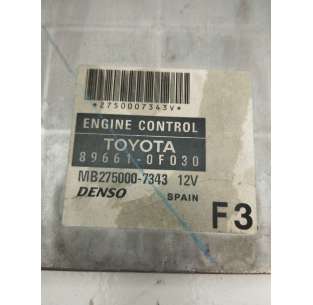 *2750007343V*
ENGINE CONTROL
TOYOTA
89661-0F030
MB275000-7343 12V
DENSO SPAIN F3